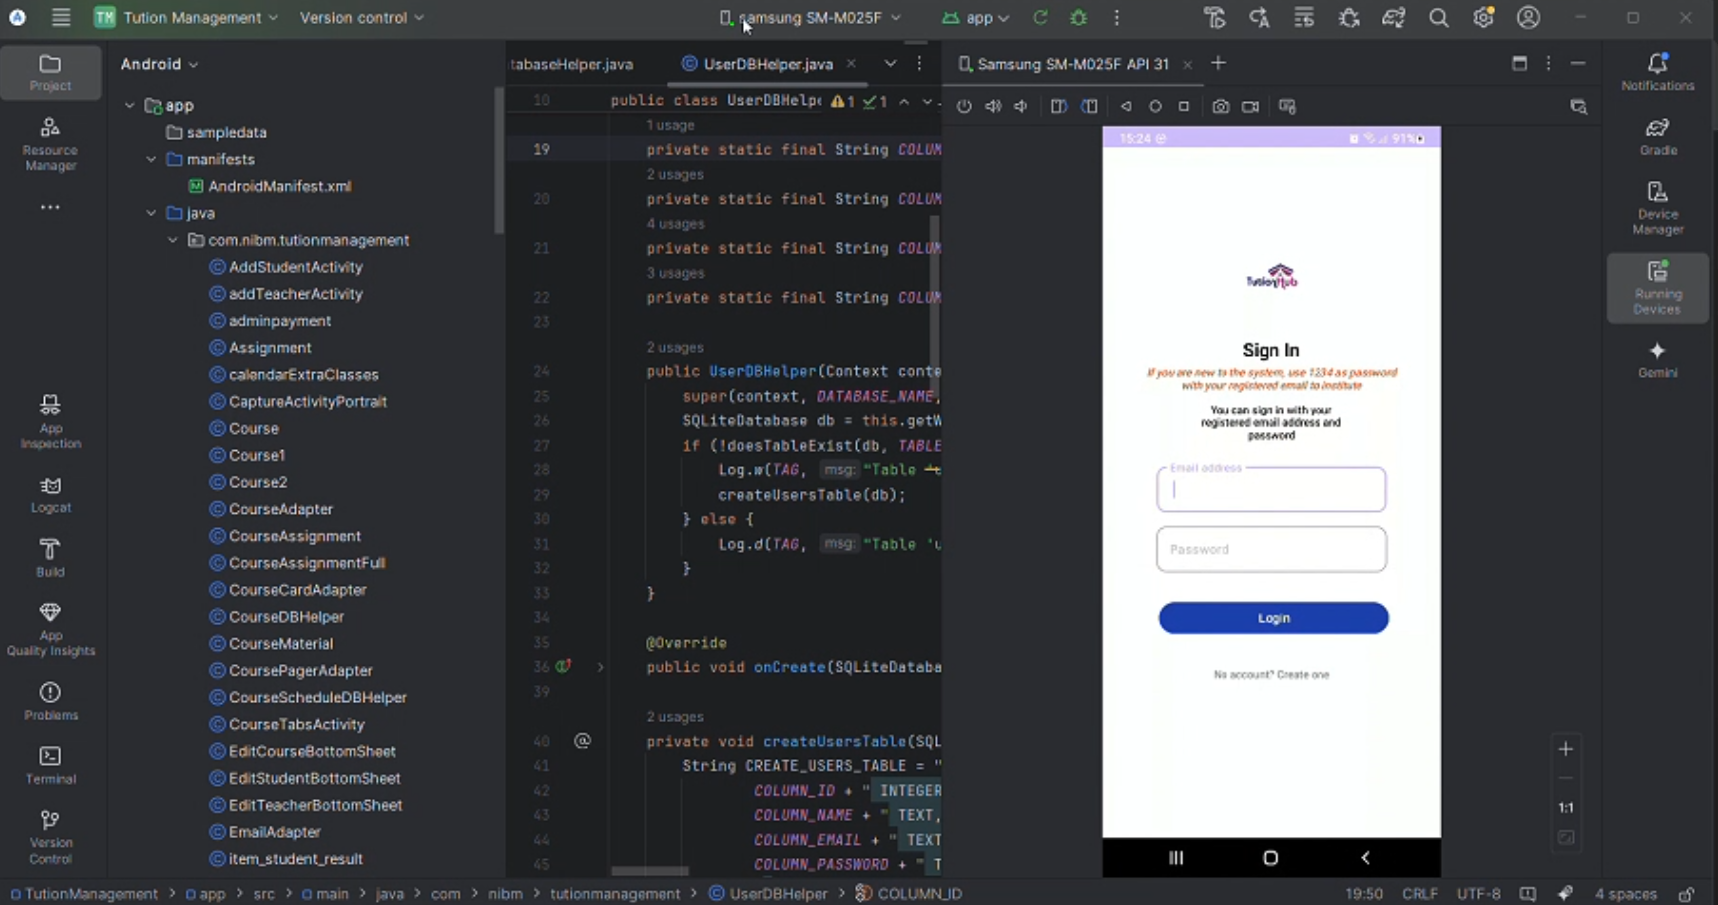 TM Tution Management
Version control
samsung SM-M025F
app
Project
Resource
Manager
App
Inspection
Logcat
Build
App
Quality Insights
Problems
Terminal
Version
Control
Android
app
sampledata
manifests
AndroidManifest.xml
java
com.nibm.tutionmanagement
AddStudentActivity
addTeacherActivity
adminpayment
Assignment
calendarExtraClasses
CaptureActivityPortrait
Course
Course1
Course2
CourseAdapter
CourseAssignment
CourseAssignmentFull
CourseCardAdapter
CourseDBHelper
CourseMaterial
CoursePagerAdapter
CourseScheduleDBHelper
CourseTabsActivity
EditCourseBottomSheet
EditStudentBottomSheet
EditTeacherBottomSheet
EmailAdapter
item_student_result
tabaseHelper.java
UserDBHelper.java
10 public class UserDBHelpe 1 1
1 usage
19 private static final String COLUM
2 usages
20 private static final String COLUM
4 usages
21 private static final String COLUM
3 usages
22 private static final String COLUM
23
2 usages
24 public UserDBHelper(Context conte
25 super(context, DATABASE_NAME,
26 SQLiteDatabase db = this.getW
27 if (!doesTableExist(db, TABLE
28 Log.w(TAG, msg: "Table
29 createUsersTable(db);
30 } else {
31 Log.d(TAG, msg: "Table 'u
32 }
33 }
34
35 @Override
36 public void onCreate(SQLiteDataba
39
2 usages
40 @ private void createUsersTable(SQL
41 String CREATE_USERS_TABLE = "
42 COLUMN_ID + " INTEGER
43 COLUMN_NAME + " TEXT,
44 COLUMN_EMAIL + " TEXT
45 COLUMN_PASSWORD + " T
Samsung SM-M025F API 31
15:24 @ 91%
TutionHub
Sign In
If you are new to the system, use 1234 as password
with your registered email to institute
You can sign in with your
registered email address and
password
Email address
Password
Login
No account? Create one
1:1
Notifications
Gradle
Device
Manager
Running
Devices
Gemini
TutionManagement > app > src > main > java > com > nibm > tutionmanagement > UserDBHelper > COLUMN_ID
19:50 CRLF UTF-8 4 spaces